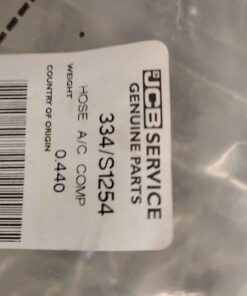 JCB SERVICE
GENUINE PARTS
334/S1254
HOSE A/C COMP
WEIGHT 0.440
COUNTRY OF ORIGIN